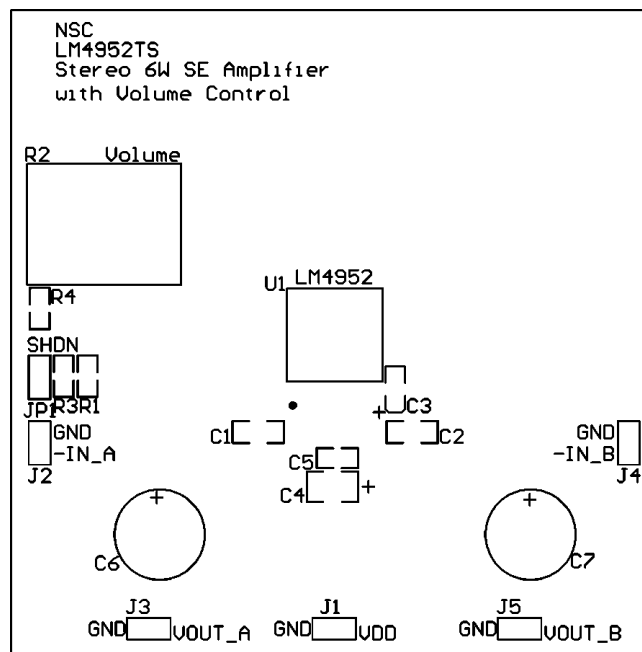 NSC
LM4952TS
Stereo 6W SE Amplifier
with Volume Control
R2 Volume
U1 LM4952
R4
SHDN
JP1 R3 R1
+ C3
GND
-IN_A
J2
C1
C2
GND
-IN_B
J4
C5
C4 +
+
C6
+
C7
J3
GND VOUT_A
J1
GND VDD
J5
GND VOUT_B